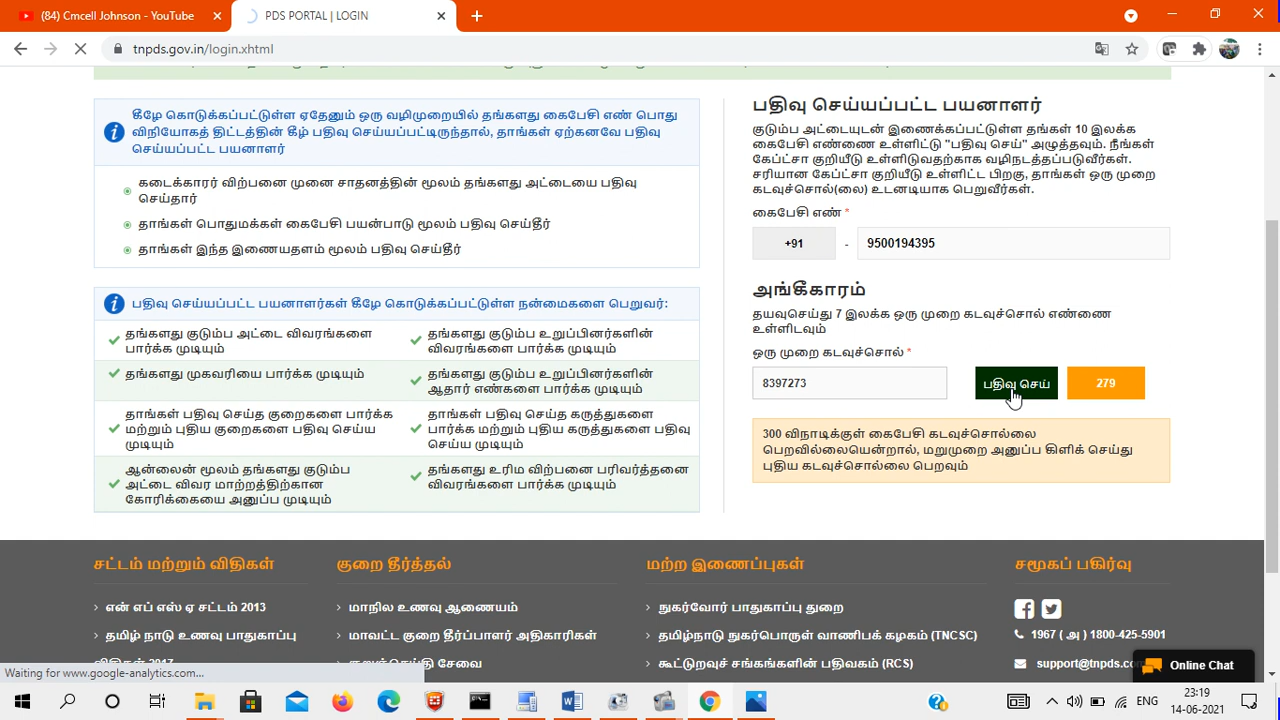 (84) Cmcell Johnson - YouTube
PDS PORTAL | LOGIN
tnpds.gov.in/login.xhtml
கீழே கொடுக்கப்பட்டுள்ள ஏதேனும் ஒரு வழிமுறையில் தங்களது கைபேசி எண் பொது
விநியோகத் திட்டத்தின் கீழ் பதிவு செய்யப்பட்டிருந்தால், தாங்கள் ஏற்கனவே பதிவு
செய்யப்பட்ட பயனாளர்
கடைக்காரர் விற்பனை முனை சாதனத்தின் மூலம் தங்களது அட்டையை பதிவு
செய்தார்
தாங்கள் பொதுமக்கள் கைபேசி பயன்பாடு மூலம் பதிவு செய்தீர்
தாங்கள் இந்த இணையதளம் மூலம் பதிவு செய்தீர்
பதிவு செய்யப்பட்ட பயனாளர்கள் கீழே கொடுக்கப்பட்டுள்ள நன்மைகளை பெறுவர்:
தங்களது குடும்ப அட்டை விவரங்களை
பார்க்க முடியும்
தங்களது குடும்ப உறுப்பினர்களின்
விவரங்களை பார்க்க முடியும்
தங்களது முகவரியை பார்க்க முடியும்
தங்களது குடும்ப உறுப்பினர்களின்
ஆதார் எண்களை பார்க்க முடியும்
தாங்கள் பதிவு செய்த குறைகளை பார்க்க
மற்றும் புதிய குறைகளை பதிவு செய்ய
முடியும்
தாங்கள் பதிவு செய்த கருத்துகளை
பார்க்க மற்றும் புதிய கருத்துகளை பதிவு
செய்ய முடியும்
ஆன்லைன் மூலம் தங்களது குடும்ப
அட்டை விவர மாற்றத்திற்கான
கோரிக்கையை அனுப்ப முடியும்
தங்களது உரிம விற்பனை பரிவர்த்தனை
விவரங்களை பார்க்க முடியும்
பதிவு செய்யப்பட்ட பயனாளர்
குடும்ப அட்டையுடன் இணைக்கப்பட்டுள்ள தங்கள் 10 இலக்க
கைபேசி எண்ணை உள்ளிட்டு "பதிவு செய்" அழுத்தவும். நீங்கள்
கேப்ட்சா குறியீடு உள்ளிடுவதற்காக வழிநடத்தப்படுவீர்கள்.
சரியான கேப்ட்சா குறியீடு உள்ளிட்ட பிறகு, தாங்கள் ஒரு முறை
கடவுச்சொல்(லை) உடனடியாக பெறுவீர்கள்.
கைபேசி எண் *
+91 - 9500194395
அங்கீகாரம்
தயவுசெய்து 7 இலக்க ஒரு முறை கடவுச்சொல் எண்ணை
உள்ளிடவும்
ஒரு முறை கடவுச்சொல் *
8397273 பதிவு செய் 279
300 விநாடிக்குள் கைபேசி கடவுச்சொல்லை
பெறவில்லையென்றால், மறுமுறை அனுப்ப கிளிக் செய்து
புதிய கடவுச்சொல்லை பெறவும்
சட்டம் மற்றும் விதிகள்
என் எப் எஸ் ஏ சட்டம் 2013
தமிழ் நாடு உணவு பாதுகாப்பு
விதிகள் 2017
குறை தீர்த்தல்
மாநில உணவு ஆணையம்
மாவட்ட குறை தீர்ப்பாளர் அதிகாரிகள்
குறுஞ்செய்தி சேவை
மற்ற இணைப்புகள்
நுகர்வோர் பாதுகாப்பு துறை
தமிழ்நாடு நுகர்பொருள் வாணிபக் கழகம் (TNCSC)
கூட்டுறவுச் சங்கங்களின் பதிவகம் (RCS)
சமூகப் பகிர்வு
1967 ( அ ) 1800-425-5901
support@tnpds.co
Online Chat
Waiting for www.google-analytics.com...
ENG
23:19
14-06-2021